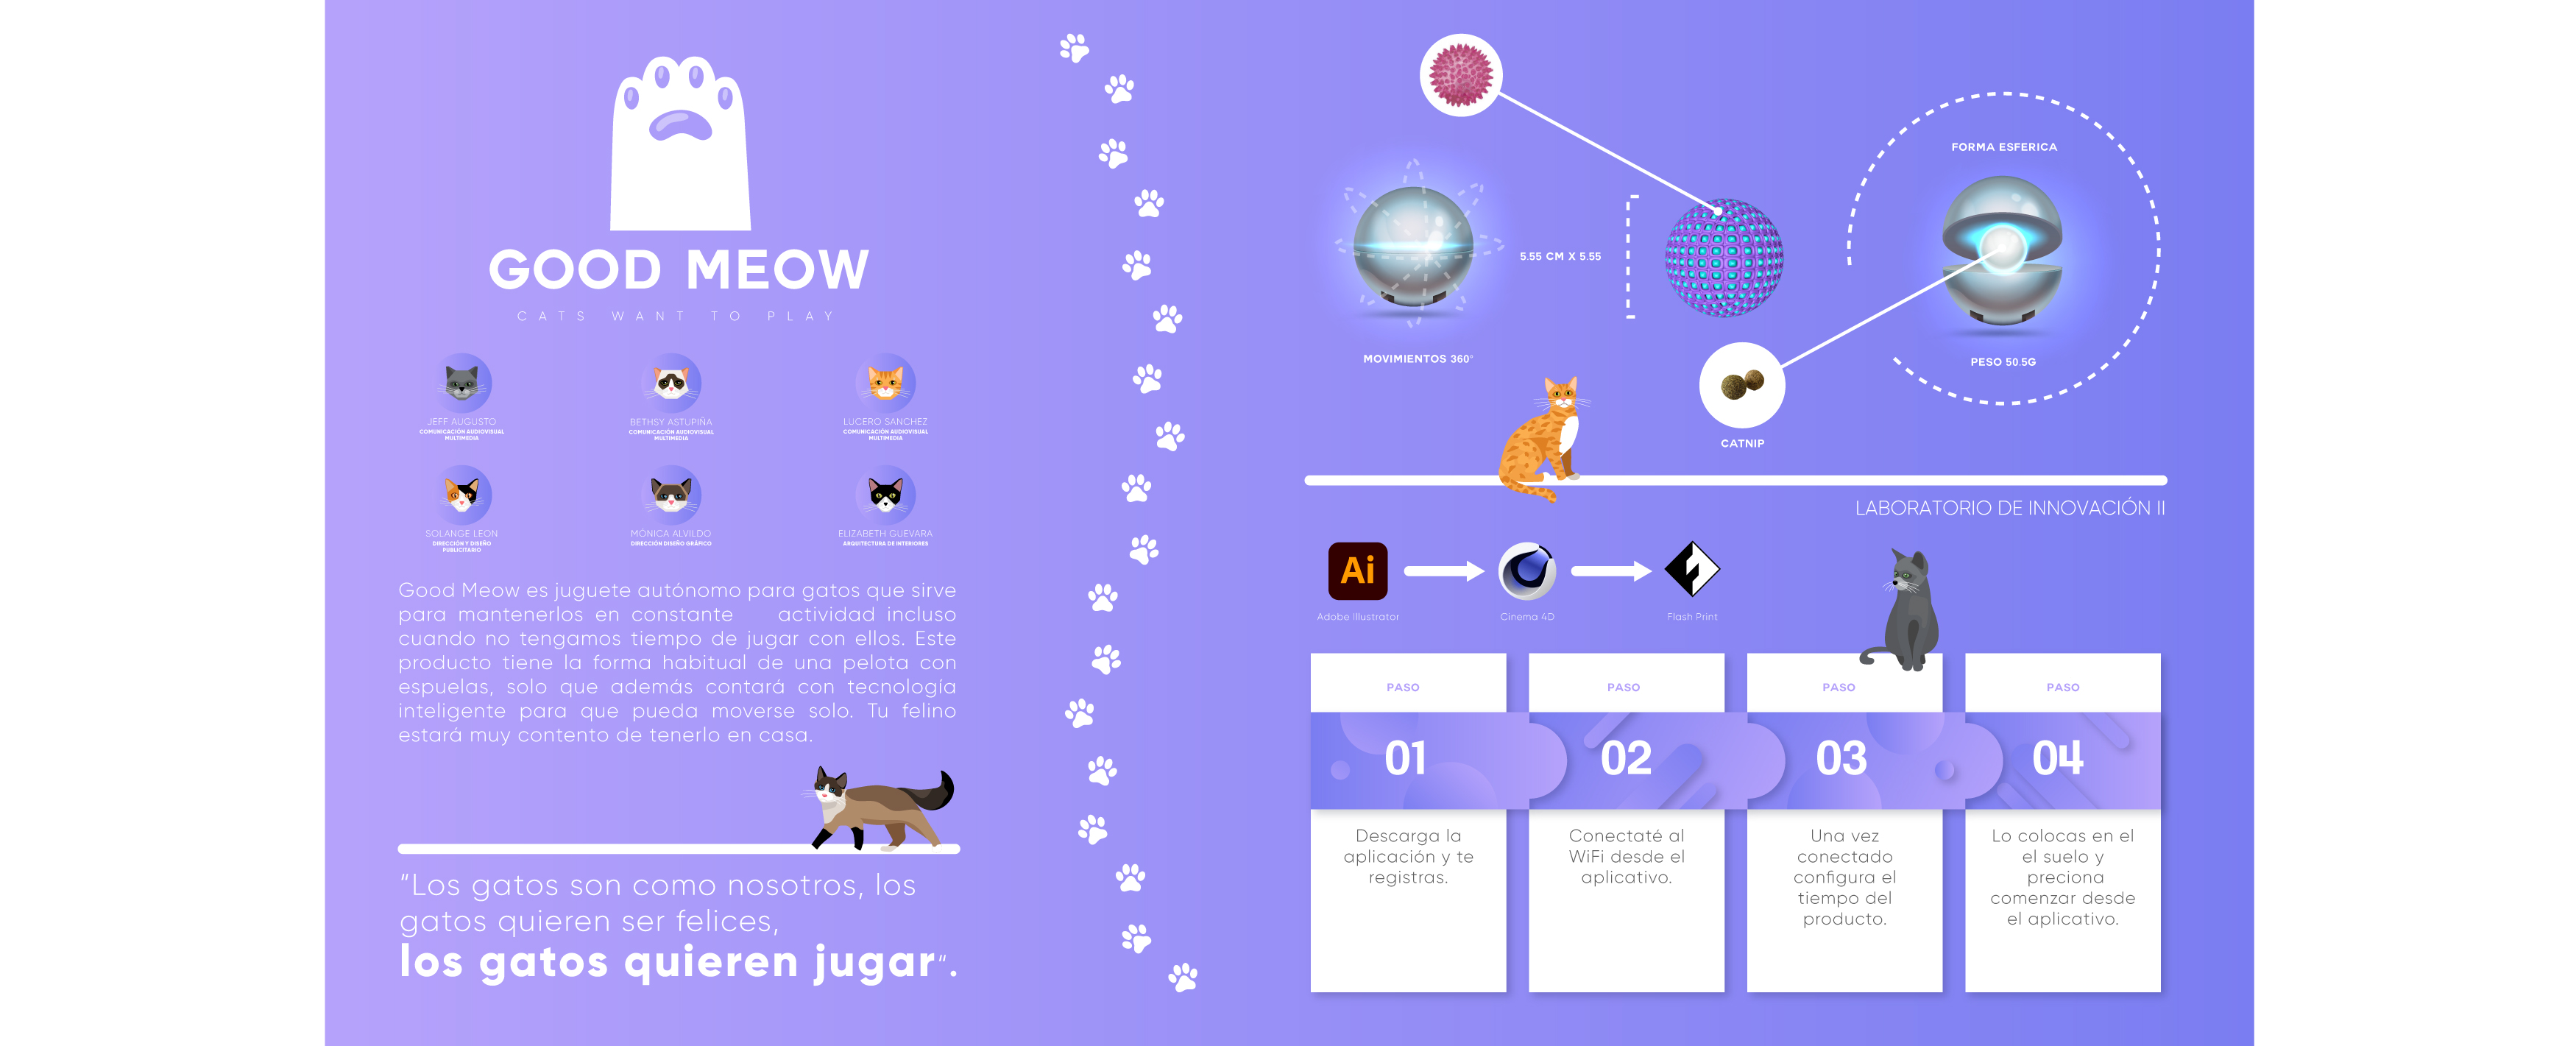 GOOD MEOW
CATS WANT TO PLAY
JEFF AUGUSTO
COMUNICACIÓN AUDIOVISUAL
MULTIMEDIA
BETHSY ASTUPIÑA
COMUNICACIÓN AUDIOVISUAL
MULTIMEDIA
LUCERO SANCHEZ
COMUNICACIÓN AUDIOVISUAL
MULTIMEDIA
SOLANGE LEON
DIRECCIÓN Y DISEÑO
PUBLICITARIO
MÓNICA ALVILDO
DIRECCIÓN DISEÑO GRÁFICO
ELIZABETH GUEVARA
ARQUITECTURA DE INTERIORES
Good Meow es juguete autónomo para gatos que sirve
para mantenerlos en constante actividad incluso
cuando no tengamos tiempo de jugar con ellos. Este
producto tiene la forma habitual de una pelota con
espuelas, solo que además contará con tecnología
inteligente para que pueda moverse solo. Tu felino
estará muy contento de tenerlo en casa.
“Los gatos son como nosotros, los
gatos quieren ser felices,
los gatos quieren jugar“.
MOVIMIENTOS 360°
5.55 CM X 5.55
FORMA ESFERICA
PESO 50.5G
CATNIP
LABORATORIO DE INNOVACIÓN II
Ai
Adobe Illustrator
Cinema 4D
Flash Print
PASO
01
Descarga la
aplicación y te
registras.
PASO
02
Conectaté al
WiFi desde el
aplicativo.
PASO
03
Una vez
conectado
configura el
tiempo del
producto.
PASO
04
Lo colocas en el
el suelo y
preciona
comenzar desde
el aplicativo.